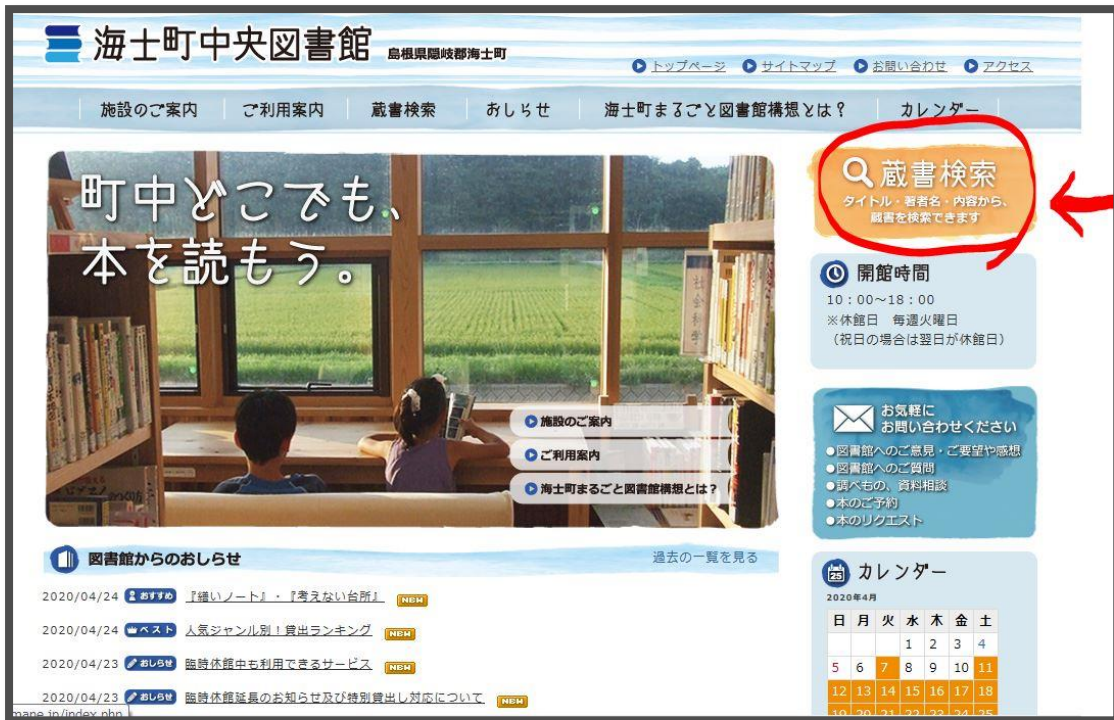 海士町中央図書館 島根県隠岐郡海士町
トップページ サイトマップ お問い合わせ アクセス
施設のご案内 ご利用案内 蔵書検索 おしらせ 海士町まるごと図書館構想とは？ カレンダー
町中どこでも、
本を読もう。
施設のご案内
ご利用案内
海士町まるごと図書館構想とは？
蔵書検索
タイトル・著者名・内容から、
蔵書を検索できます
開館時間
10：00～18：00
※休館日 毎週火曜日
（祝日の場合は翌日が休館日）
お気軽に
お問い合わせください
●図書館へのご意見・ご要望や感想
●図書館へのご質問
●調べもの、資料相談
●本のご予約
●本のリクエスト
図書館からのおしらせ 過去の一覧を見る
2020/04/24 おすすめ 『繕いノート』・『考えない台所』 NEW
2020/04/24 ベスト 人気ジャンル別！貸出ランキング NEW
2020/04/23 おしらせ 臨時休館中も利用できるサービス NEW
2020/04/23 おしらせ 臨時休館延長のお知らせ及び特別貸出し対応について NEW
mane.jp/index.php
25 カレンダー
2020年4月
日 月 火 水 木 金 土
1 2 3 4
5 6 7 8 9 10 11
12 13 14 15 16 17 18
19 20 21 22 23 24 25
社会科学